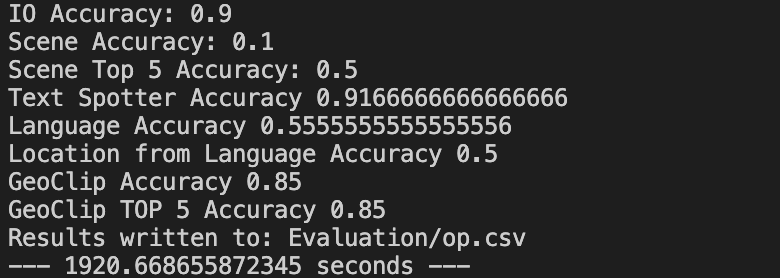 IO Accuracy: 0.9
Scene Accuracy: 0.1
Scene Top 5 Accuracy: 0.5
Text Spotter Accuracy 0.9166666666666666
Language Accuracy 0.5555555555555556
Location from Language Accuracy 0.5
GeoClip Accuracy 0.85
GeoClip TOP 5 Accuracy 0.85
Results written to: Evaluation/op.csv
--- 1920.668655872345 seconds ---